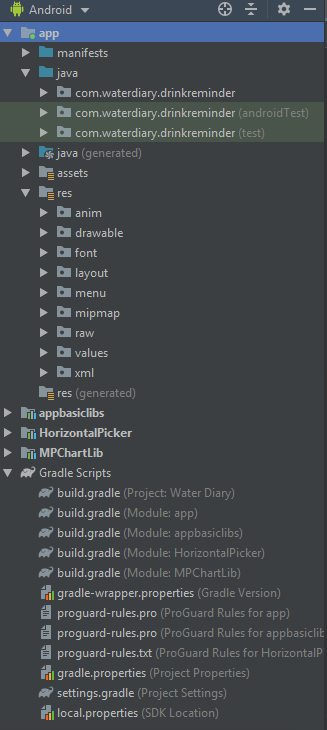 Android
app
manifests
java
com.waterdiary.drinkreminder
com.waterdiary.drinkreminder (androidTest)
com.waterdiary.drinkreminder (test)
java (generated)
assets
res
anim
drawable
font
layout
menu
mipmap
raw
values
xml
res (generated)
appbasiclibs
HorizontalPicker
MPChartLib
Gradle Scripts
build.gradle (Project: Water Diary)
build.gradle (Module: app)
build.gradle (Module: appbasiclibs)
build.gradle (Module: HorizontalPicker)
build.gradle (Module: MPChartLib)
gradle-wrapper.properties (Gradle Version)
proguard-rules.pro (ProGuard Rules for app)
proguard-rules.pro (ProGuard Rules for appbasiclib
proguard-rules.txt (ProGuard Rules for HorizontalP
gradle.properties (Project Properties)
settings.gradle (Project Settings)
local.properties (SDK Location)